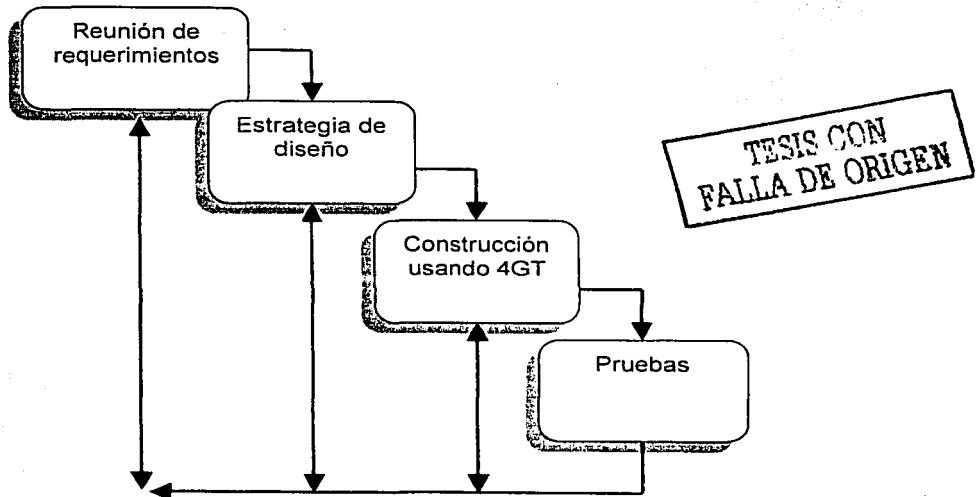 Reunión de
requerimientos
Estrategia de
diseño
TESIS CON
FALLA DE ORIGEN
Construcción
usando 4GT
Pruebas